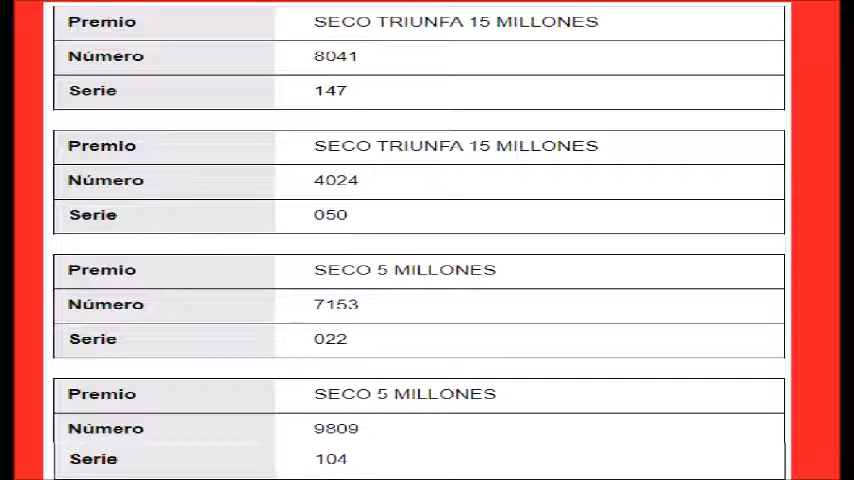 Premio SECO TRIUNFA 15 MILLONES
Número 8041
Serie 147
Premio SECO TRIUNFA 15 MILLONES
Número 4024
Serie 050
Premio SECO 5 MILLONES
Número 7153
Serie 022
Premio SECO 5 MILLONES
Número 9809
Serie 104